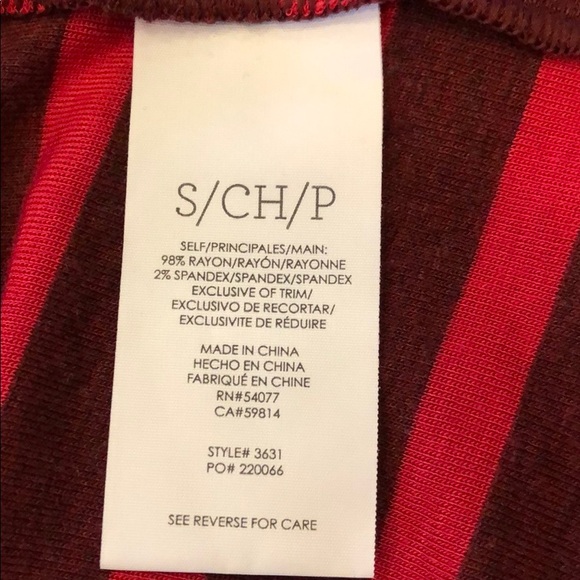 S/CH/P
SELF/PRINCIPALES/MAIN:
98% RAYON/RAYÓN/RAYONNE
2% SPANDEX/SPANDEX/SPANDEX
EXCLUSIVE OF TRIM/
EXCLUSIVO DE RECORTAR/
EXCLUSIVITE DE RÉDUIRE
MADE IN CHINA
HECHO EN CHINA
FABRIQUÉ EN CHINE
RN#54077
CA#59814
STYLE# 3631
PO# 220066
SEE REVERSE FOR CARE